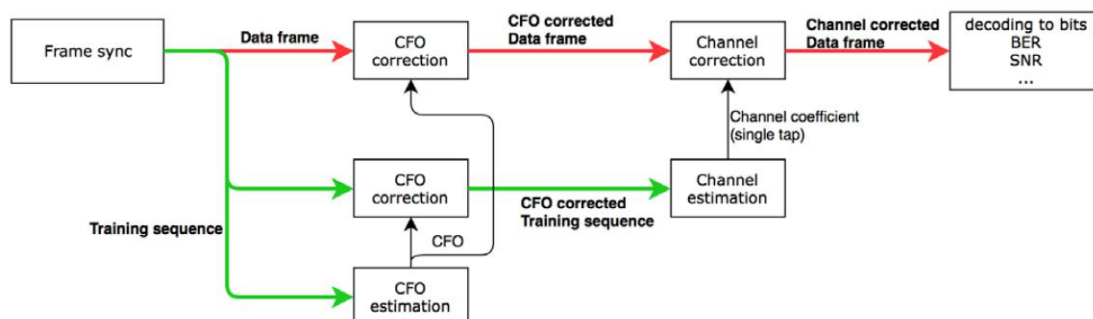 Frame sync
Data frame
CFO
correction
CFO corrected
Data frame
Channel
correction
Channel corrected
Data frame
decoding to bits
BER
SNR
...
Channel coefficient
(single tap)
CFO
correction
CFO corrected
Training sequence
Channel
estimation
Training sequence
CFO
CFO
estimation